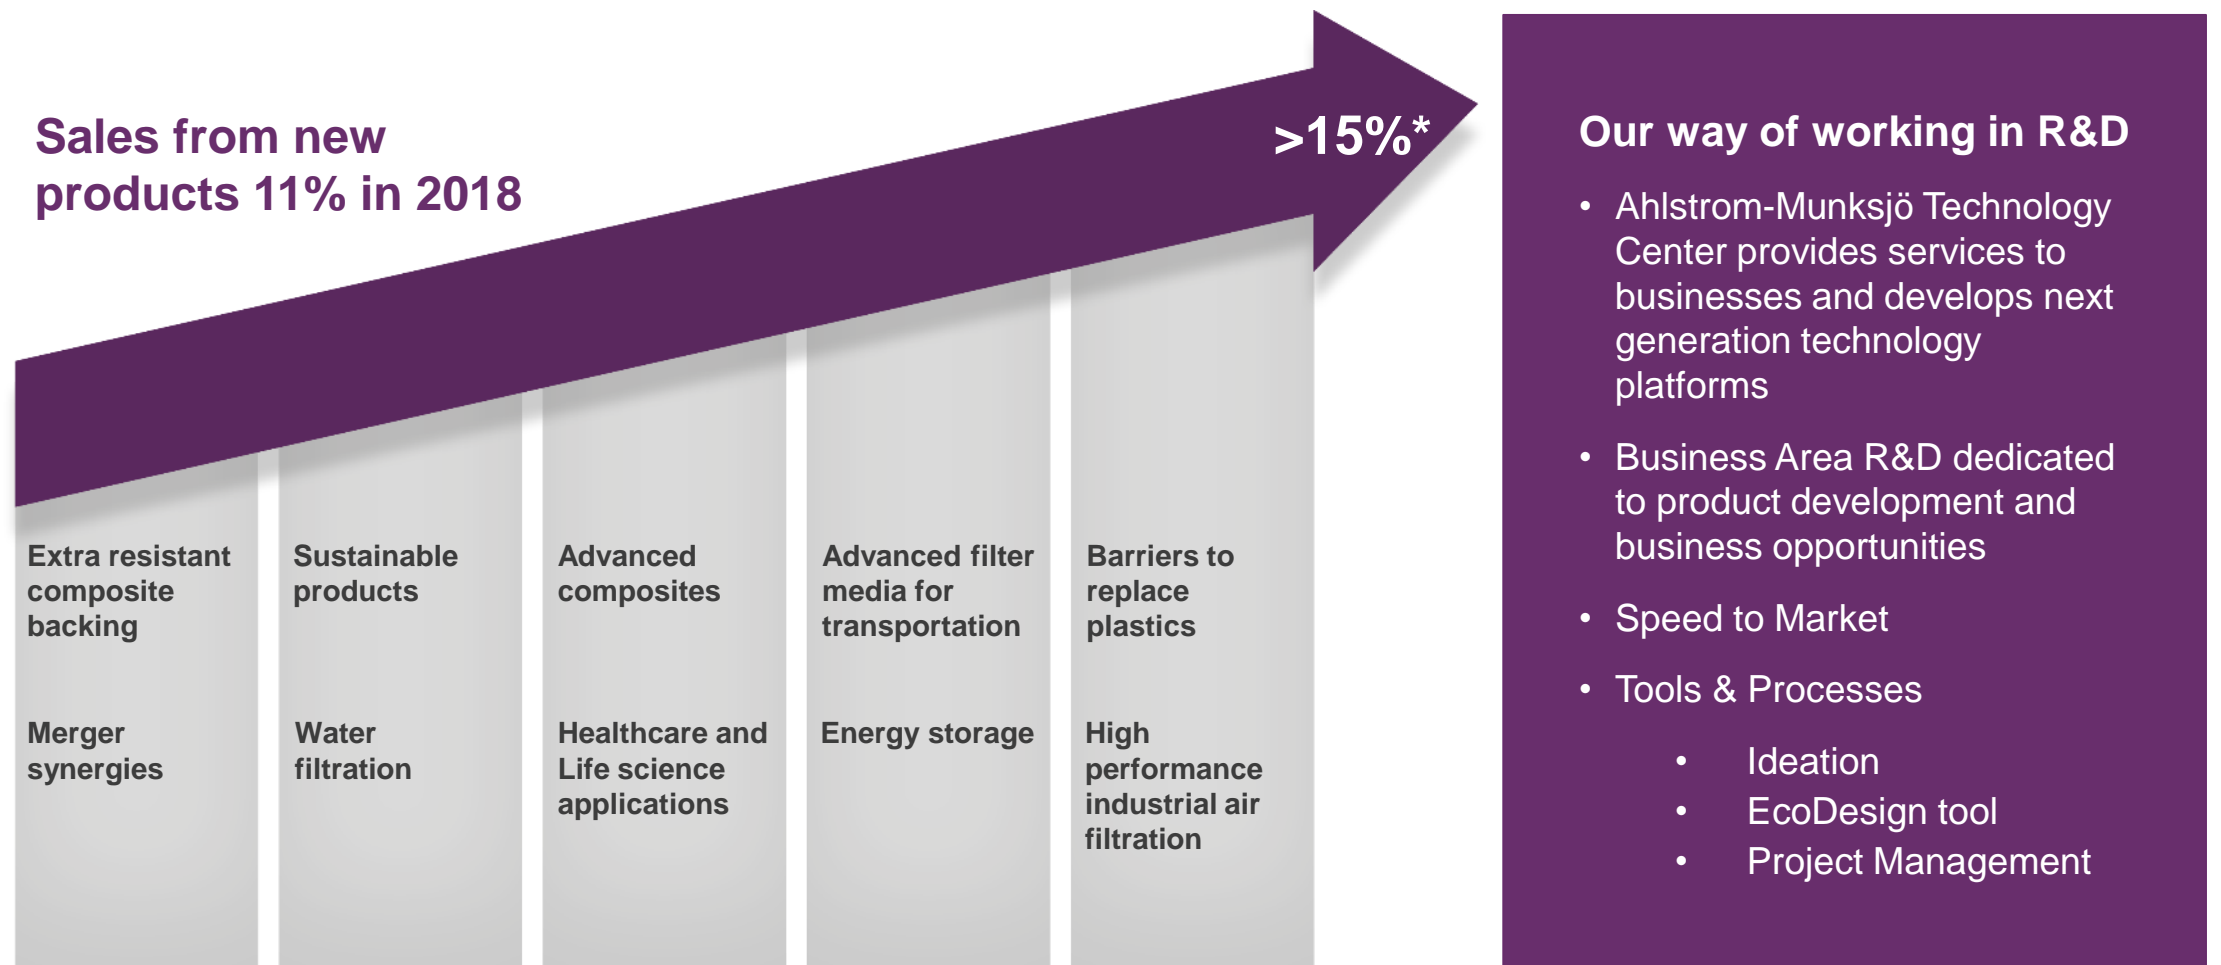 Sales from new
products 11% in 2018
>15%*
Extra resistant
composite
backing
Merger
synergies
Sustainable
products
Water
filtration
Advanced
composites
Healthcare and
Life science
applications
Advanced filter
media for
transportation
Energy storage
Barriers to
replace
plastics
High
performance
industrial air
filtration
Our way of working in R&D
• Ahlstrom-Munksjö Technology
Center provides services to
businesses and develops next
generation technology
platforms
• Business Area R&D dedicated
to product development and
business opportunities
• Speed to Market
• Tools & Processes
• Ideation
• EcoDesign tool
• Project Management